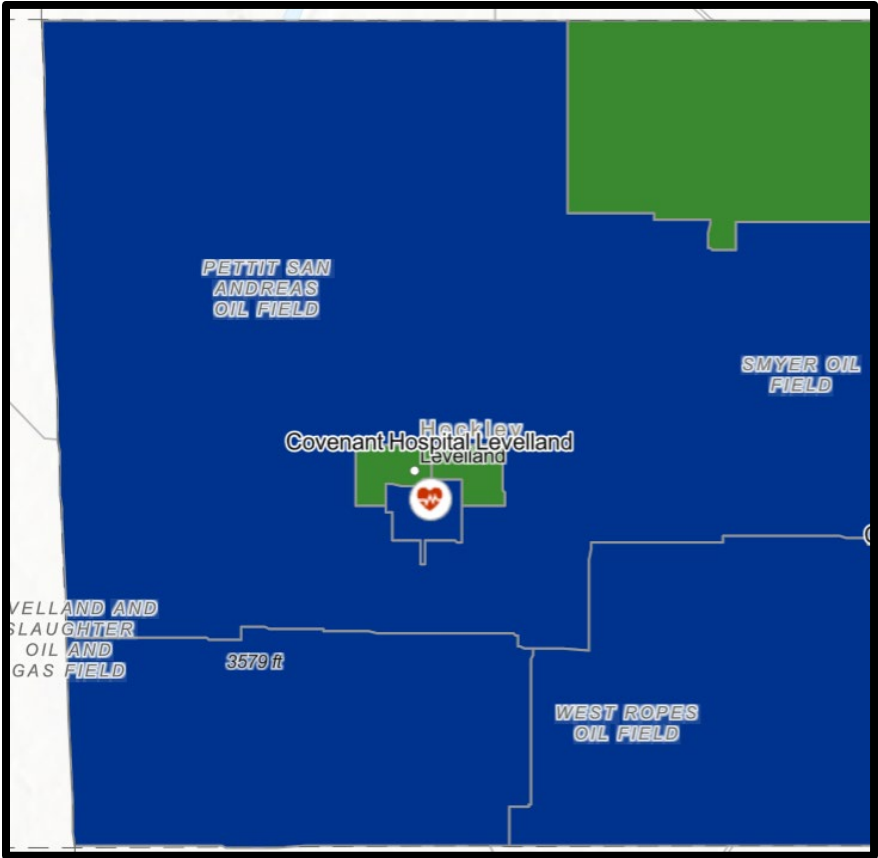 PETTIT SAN
ANDREAS
OIL FIELD
SMYER OIL
FIELD
Hockley
Covenant Hospital Levelland
Levelland
VELLAND AND
SLAUGHTER
OIL AND
GAS FIELD
3579 ft
WEST ROPES
OIL FIELD